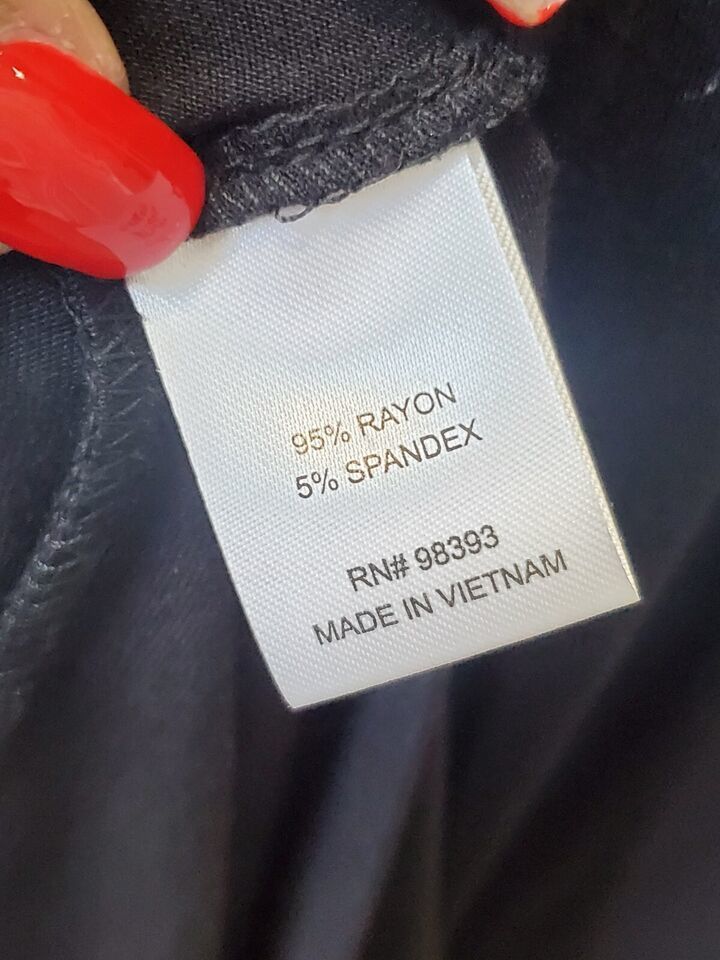 95% RAYON
5% SPANDEX
RN# 98393
MADE IN VIETNAM